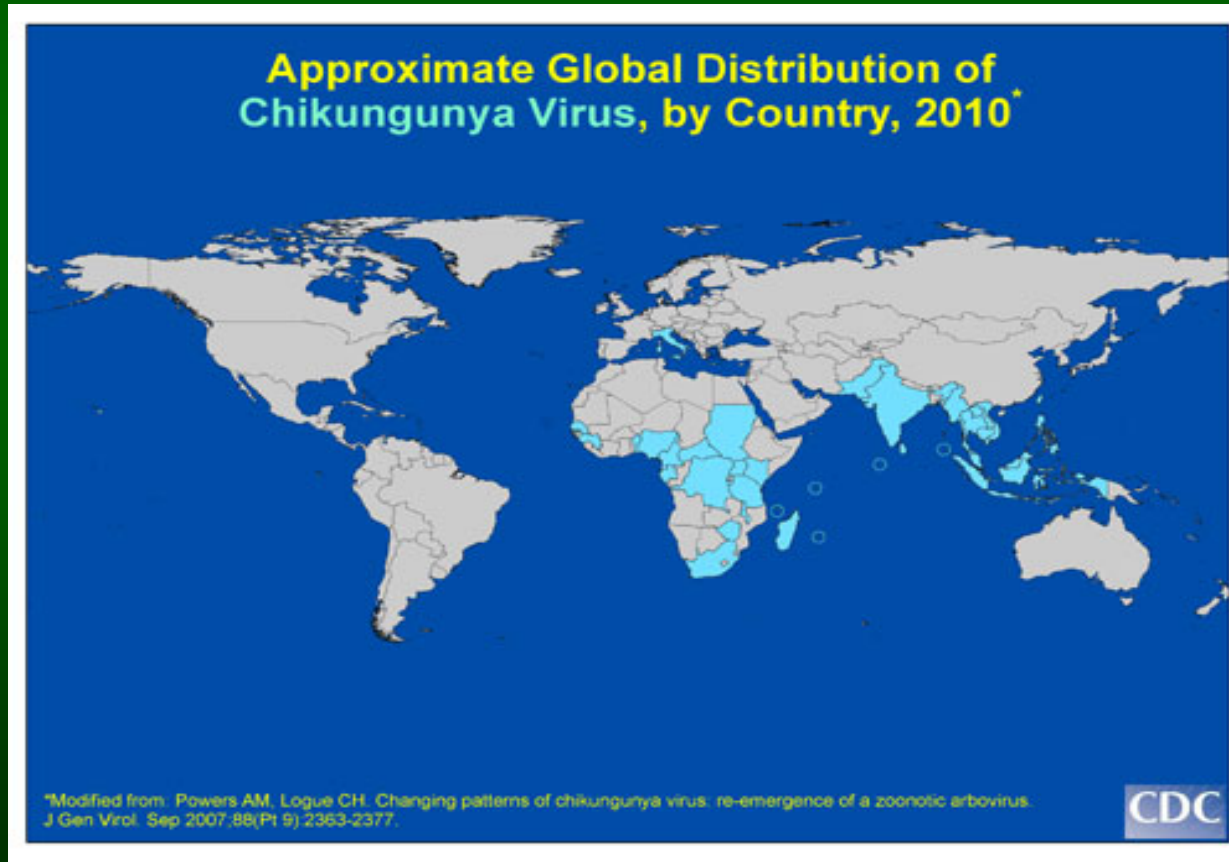 Approximate Global Distribution of
Chikungunya Virus, by Country, 2010*
*Modified from: Powers AM, Logue CH. Changing patterns of chikungunya virus: re-emergence of a zoonotic arbovirus.
J Gen Virol. Sep 2007;88(Pt 9):2363-2377.
CDC